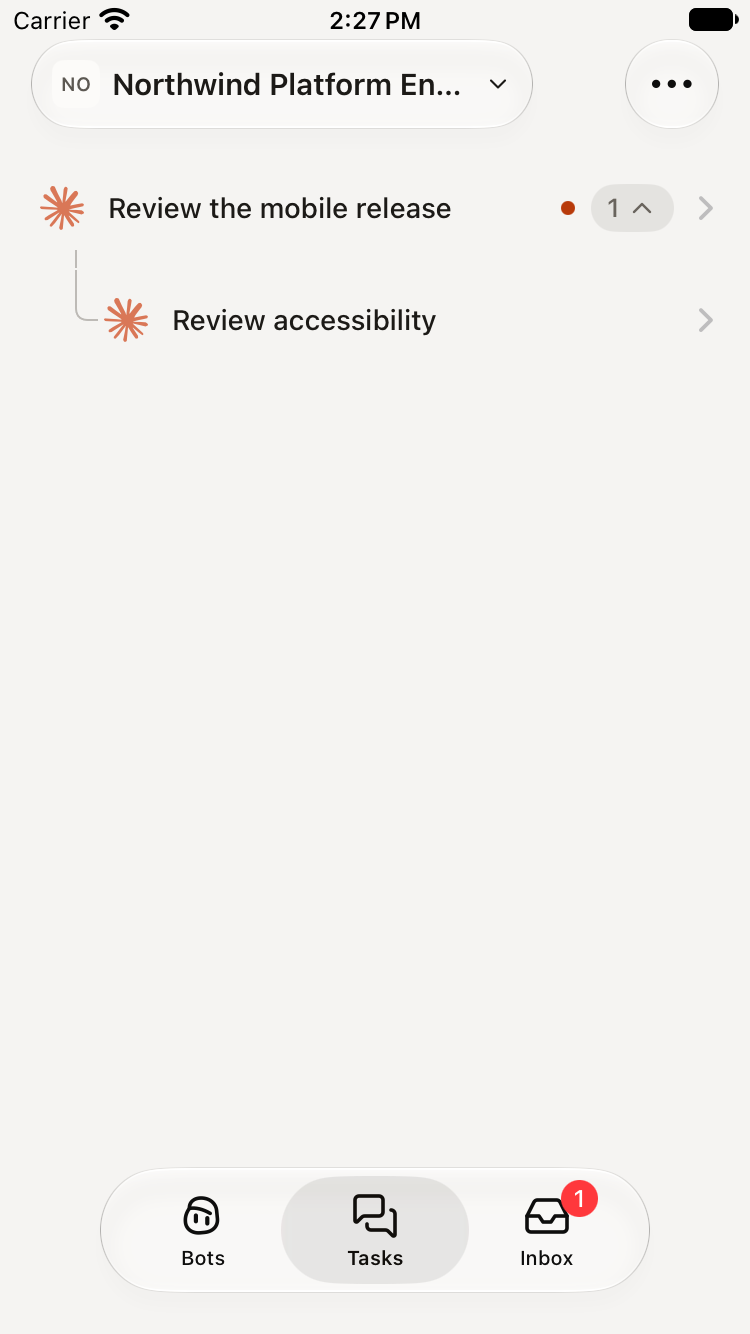 Carrier 2:27 PM
NO Northwind Platform En...
Review the mobile release 1
Review accessibility
1
Bots Tasks Inbox